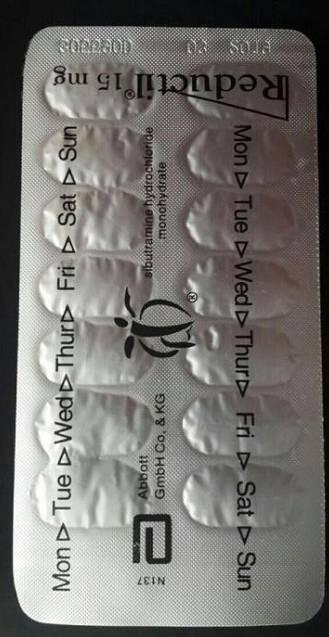 Reductil® 15 mg
sibutramine hydrochloride
monohydrate
®
Abbott
GmbH Co. & KG
N137
Mon ▷ Tue ▷ Wed ▷ Thur ▷ Fri ▷ Sat ▷ Sun
Mon ▷ Tue ▷ Wed ▷ Thur ▷ Fri ▷ Sat ▷ Sun